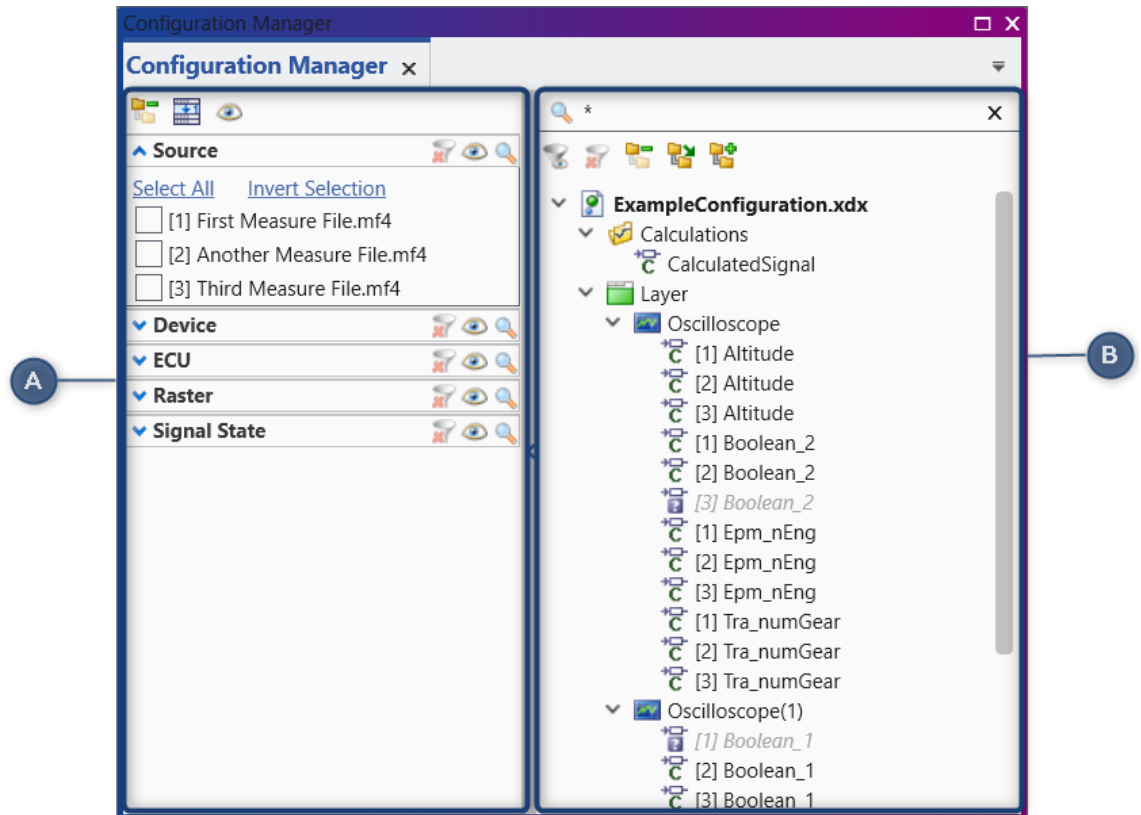 Configuration Manager
Configuration Manager
*
Source
Select All Invert Selection
[1] First Measure File.mf4
[2] Another Measure File.mf4
[3] Third Measure File.mf4
Device
ECU
Raster
Signal State
A
ExampleConfiguration.xdx
Calculations
CalculatedSignal
Layer
Oscilloscope
[1] Altitude
[2] Altitude
[3] Altitude
[1] Boolean_2
[2] Boolean_2
[3] Boolean_2
[1] Epm_nEng
[2] Epm_nEng
[3] Epm_nEng
[1] Tra_numGear
[2] Tra_numGear
[3] Tra_numGear
Oscilloscope(1)
[1] Boolean_1
[2] Boolean_1
[3] Boolean_1
B